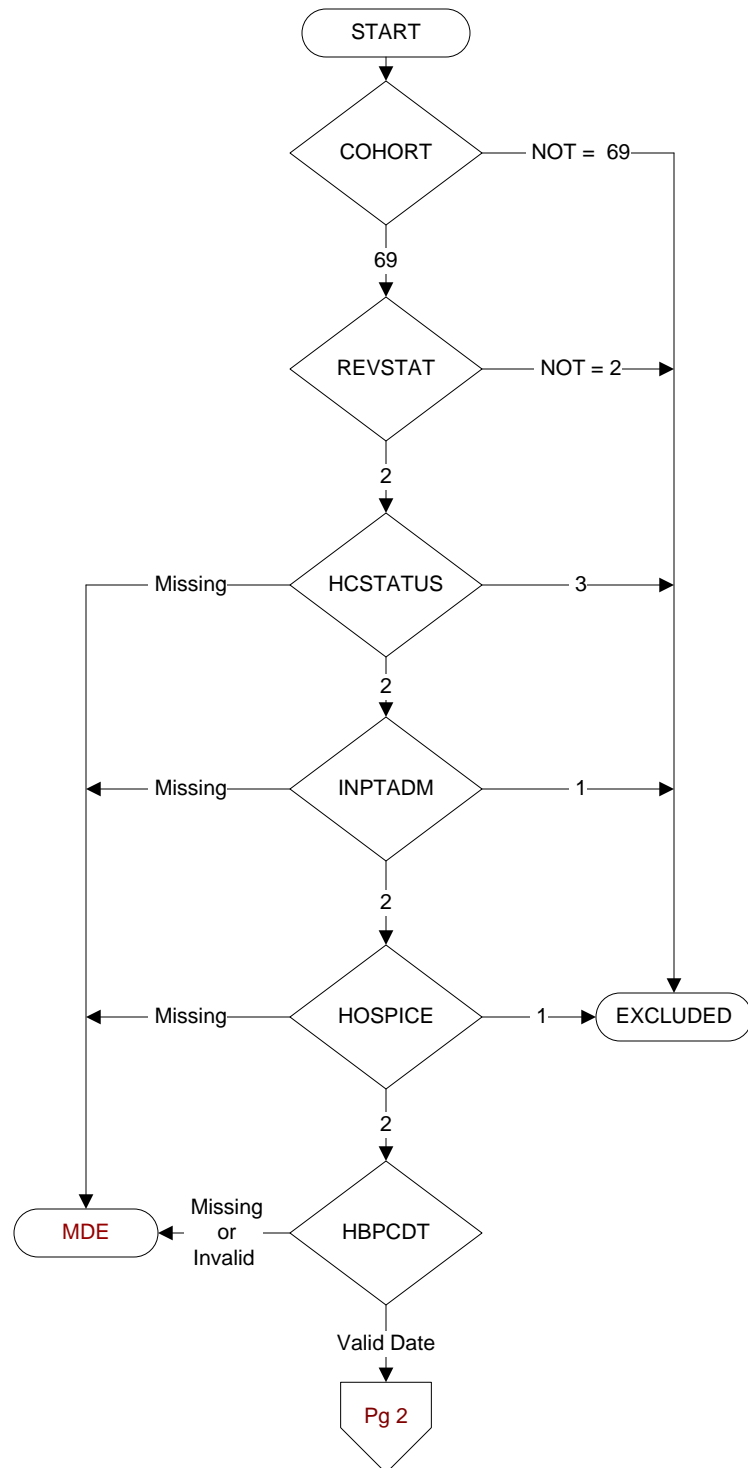 START
COHORT
NOT = 69
69
REVSTAT
NOT = 2
2
Missing
HCSTATUS
3
2
Missing
INPTADM
1
2
Missing
HOSPICE
1
EXCLUDED
2
MDE
Missing
or
Invalid
HBPCDT
Valid Date
Pg 2